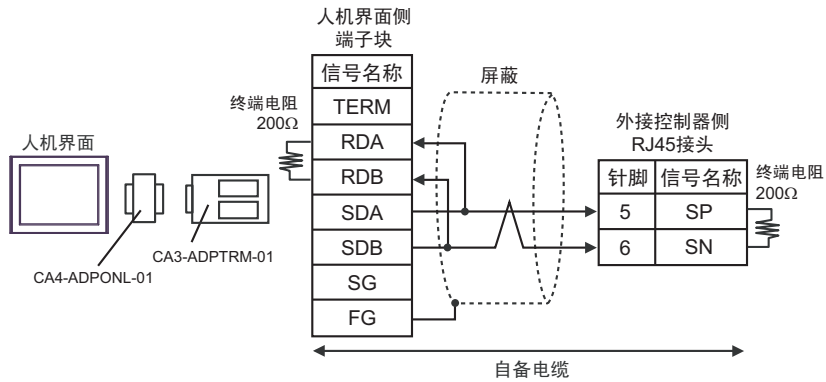 人机界面侧
端子块
信号名称
TERM
RDA
RDB
SDA
SDB
SG
FG
终端电阻
200Ω
人机界面
CA4-ADPONL-01
CA3-ADPTRM-01
屏蔽
外接控制器侧
RJ45接头
针脚 信号名称
5 SP
6 SN
终端电阻
200Ω
自备电缆